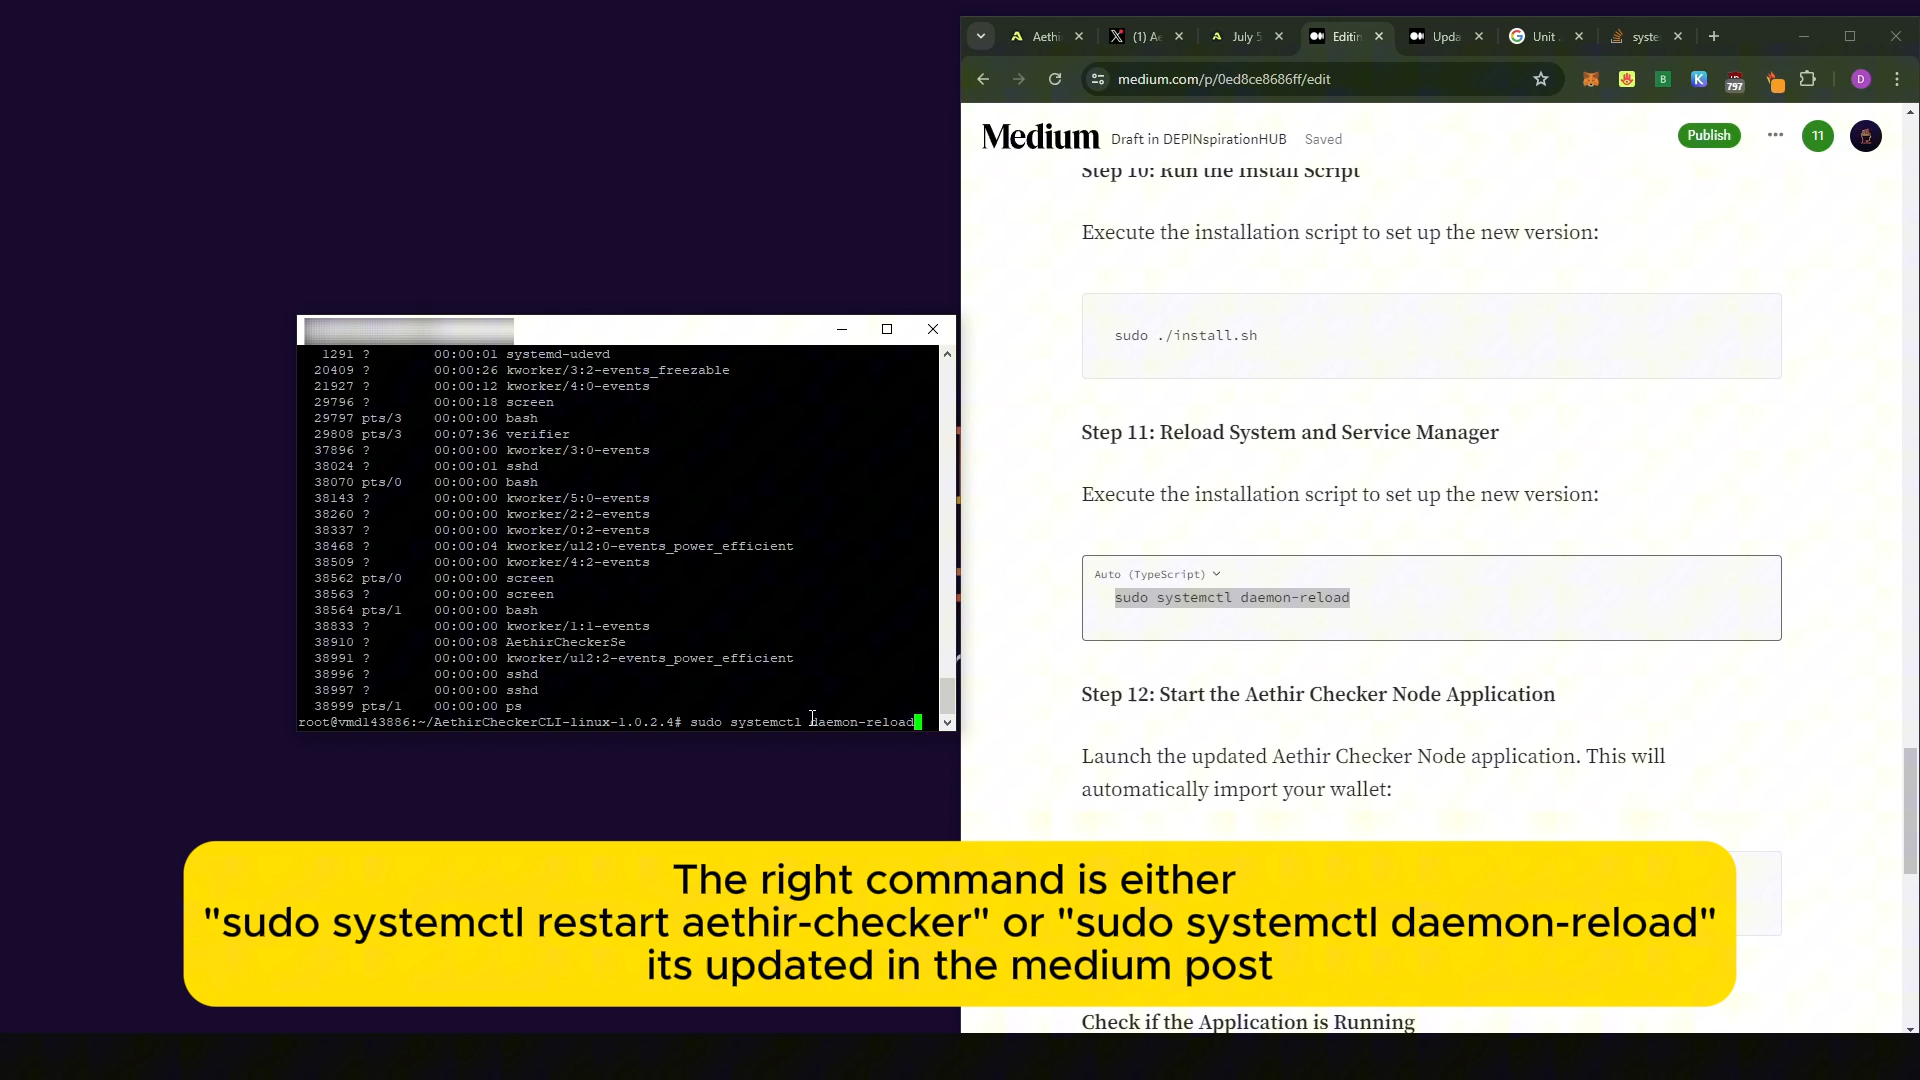 Aethi
(1) Ae
July 5
Editin
Upda
Unit
syste
medium.com/p/0ed8ce8686ff/edit
B
K
797
D
Medium
Draft in DEPINspirationHUB
Saved
Publish
11
Step 10: Run the Install Script
Execute the installation script to set up the new version:
sudo ./install.sh
Step 11: Reload System and Service Manager
Execute the installation script to set up the new version:
Auto (TypeScript)
sudo systemctl daemon-reload
Step 12: Start the Aethir Checker Node Application
Launch the updated Aethir Checker Node application. This will
automatically import your wallet:
Check if the Application is Running
1291 ? 00:00:01 systemd-udevd
20409 ? 00:00:26 kworker/3:2-events_freezable
21927 ? 00:00:12 kworker/4:0-events
29796 ? 00:00:18 screen
29797 pts/3 00:00:00 bash
29808 pts/3 00:07:36 verifier
37896 ? 00:00:00 kworker/3:0-events
38024 ? 00:00:01 sshd
38070 pts/0 00:00:00 bash
38143 ? 00:00:00 kworker/5:0-events
38260 ? 00:00:00 kworker/2:2-events
38337 ? 00:00:00 kworker/0:2-events
38468 ? 00:00:04 kworker/u12:0-events_power_efficient
38509 ? 00:00:00 kworker/4:2-events
38562 pts/0 00:00:00 screen
38563 ? 00:00:00 screen
38564 pts/1 00:00:00 bash
38833 ? 00:00:00 kworker/1:1-events
38910 ? 00:00:08 AethirCheckerSe
38991 ? 00:00:00 kworker/u12:2-events_power_efficient
38996 ? 00:00:00 sshd
38997 ? 00:00:00 sshd
38999 pts/1 00:00:00 ps
root@vmd143886:~/AethirCheckerCLI-linux-1.0.2.4# sudo systemctl daemon-reload
The right command is either
"sudo systemctl restart aethir-checker" or "sudo systemctl daemon-reload"
its updated in the medium post